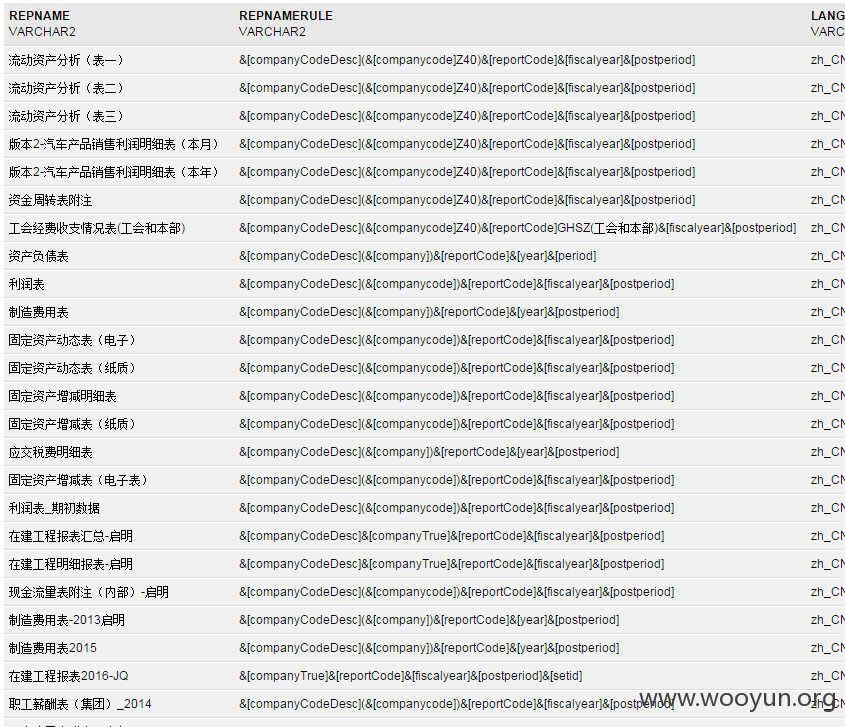 REPNAME REPNAMERULE LANG
VARCHAR2 VARCHAR2 VARC
流动资产分析（表一） &[companyCodeDesc](&[companycode]Z40)&[reportCode]&[fiscalyear]&[postperiod] zh_CN
流动资产分析（表二） &[companyCodeDesc](&[companycode]Z40)&[reportCode]&[fiscalyear]&[postperiod] zh_CN
流动资产分析（表三） &[companyCodeDesc](&[companycode]Z40)&[reportCode]&[fiscalyear]&[postperiod] zh_CN
版本2-汽车产品销售利润明细表（本月） &[companyCodeDesc](&[companycode]Z40)&[reportCode]&[fiscalyear]&[postperiod] zh_CN
版本2-汽车产品销售利润明细表（本年） &[companyCodeDesc](&[companycode]Z40)&[reportCode]&[fiscalyear]&[postperiod] zh_CN
资金周转表附注 &[companyCodeDesc](&[companycode]Z40)&[reportCode]&[fiscalyear]&[postperiod] zh_CN
工会经费收支情况表(工会和本部) &[companyCodeDesc](&[companycode]Z40)&[reportCode]GHSZ(工会和本部)&[fiscalyear]&[postperiod] zh_CN
资产负债表 &[companyCodeDesc](&[company])&[reportCode]&[year]&[period] zh_CN
利润表 &[companyCodeDesc](&[companycode])&[reportCode]&[fiscalyear]&[postperiod] zh_CN
制造费用表 &[companyCodeDesc](&[company])&[reportCode]&[year]&[postperiod] zh_CN
固定资产动态表（电子） &[companyCodeDesc](&[companycode])&[reportCode]&[fiscalyear]&[postperiod] zh_CN
固定资产动态表（纸质） &[companyCodeDesc](&[companycode])&[reportCode]&[fiscalyear]&[postperiod] zh_CN
固定资产增减明细表 &[companyCodeDesc](&[companycode])&[reportCode]&[fiscalyear]&[postperiod] zh_CN
固定资产增减表（纸质） &[companyCodeDesc](&[companycode])&[reportCode]&[fiscalyear]&[postperiod] zh_CN
应交税费明细表 &[companyCodeDesc](&[company])&[reportCode]&[year]&[postperiod] zh_CN
固定资产增减表（电子表） &[companyCodeDesc](&[companycode])&[reportCode]&[fiscalyear]&[postperiod] zh_CN
利润表_期初数据 &[companyCodeDesc](&[companycode])&[reportCode]&[fiscalyear]&[postperiod] zh_CN
在建工程报表汇总-启明 &[companyCodeDesc]&[companyTrue]&[reportCode]&[fiscalyear]&[postperiod] zh_CN
在建工程明细报表-启明 &[companyCodeDesc]&[companyTrue]&[reportCode]&[fiscalyear]&[postperiod] zh_CN
现金流量表附注（内部）-启明 &[companyCodeDesc](&[companycode])&[reportCode]&[fiscalyear]&[postperiod] zh_CN
制造费用表-2013启明 &[companyCodeDesc](&[company])&[reportCode]&[year]&[postperiod] zh_CN
制造费用表2015 &[companyCodeDesc](&[company])&[reportCode]&[year]&[postperiod] zh_CN
在建工程报表2016-JQ &[companyTrue]&[reportCode]&[fiscalyear]&[postperiod]&[setid] zh_CN
职工薪酬表（集团）_2014 &[companyCodeDesc](&[companycode])&[reportCode]&[fiscalyear]&[postperiod] zh_CN
www.wooyun.org